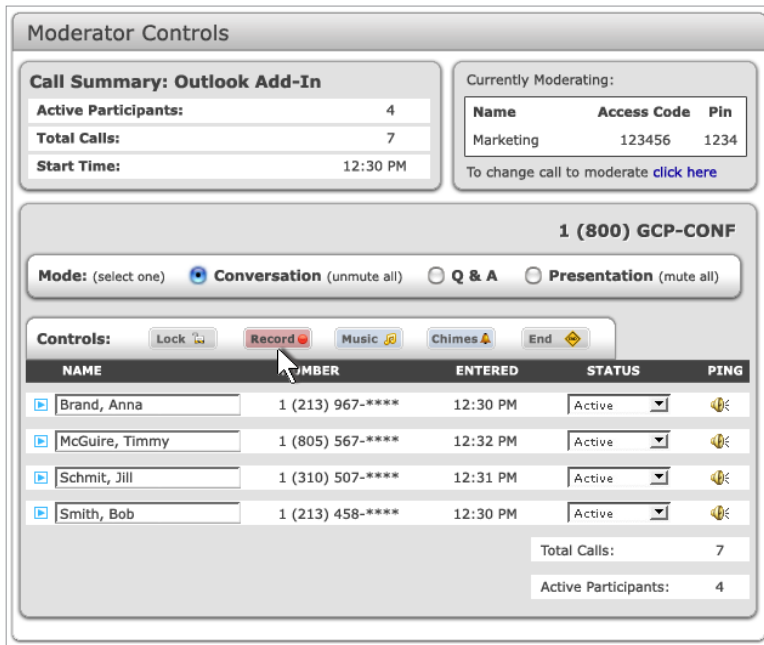 Moderator Controls
Call Summary: Outlook Add-In
Active Participants: 4
Total Calls: 7
Start Time: 12:30 PM
Currently Moderating:
Name Access Code Pin
Marketing 123456 1234
To change call to moderate click here
1 (800) GCP-CONF
Mode: (select one) Conversation (unmute all) Q & A Presentation (mute all)
Controls: Lock Record Music Chimes End
NAME ENTERED STATUS PING
Brand, Anna 1 (213) 967-**** 12:30 PM Active
McGuire, Timmy 1 (805) 567-**** 12:32 PM Active
Schmit, Jill 1 (310) 507-**** 12:31 PM Active
Smith, Bob 1 (213) 458-**** 12:30 PM Active
Total Calls: 7
Active Participants: 4